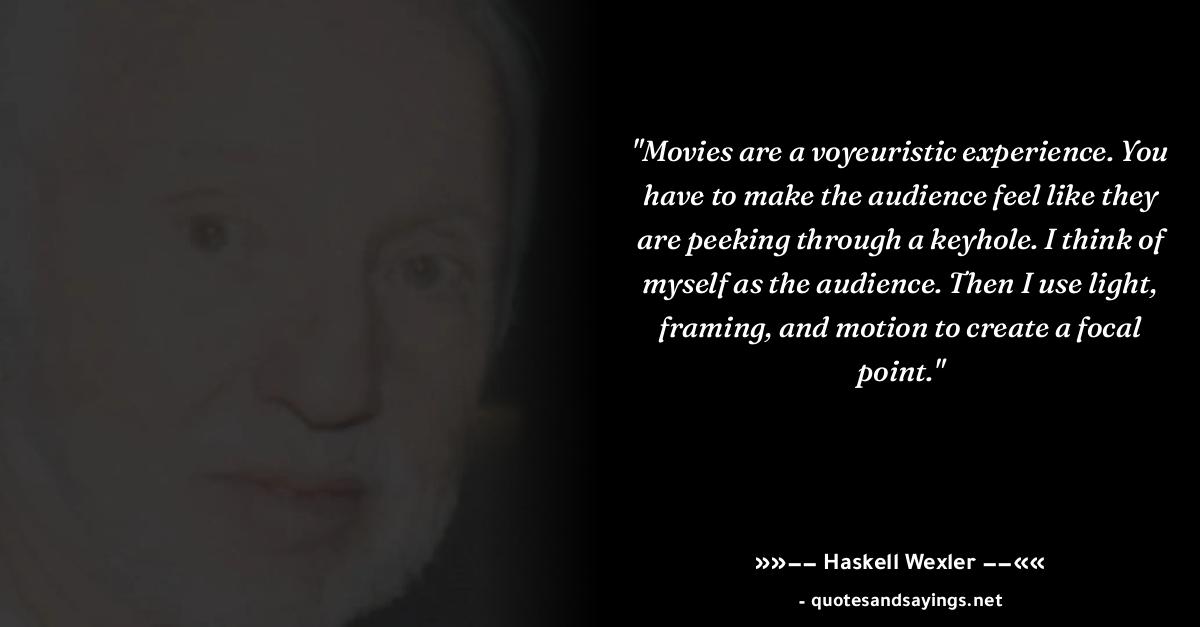 "Movies are a voyeuristic experience. You
have to make the audience feel like they
are peeking through a keyhole. I think of
myself as the audience. Then I use light,
framing, and motion to create a focal
point."
»»−− Haskell Wexler −−««
- quotesandsayings.net